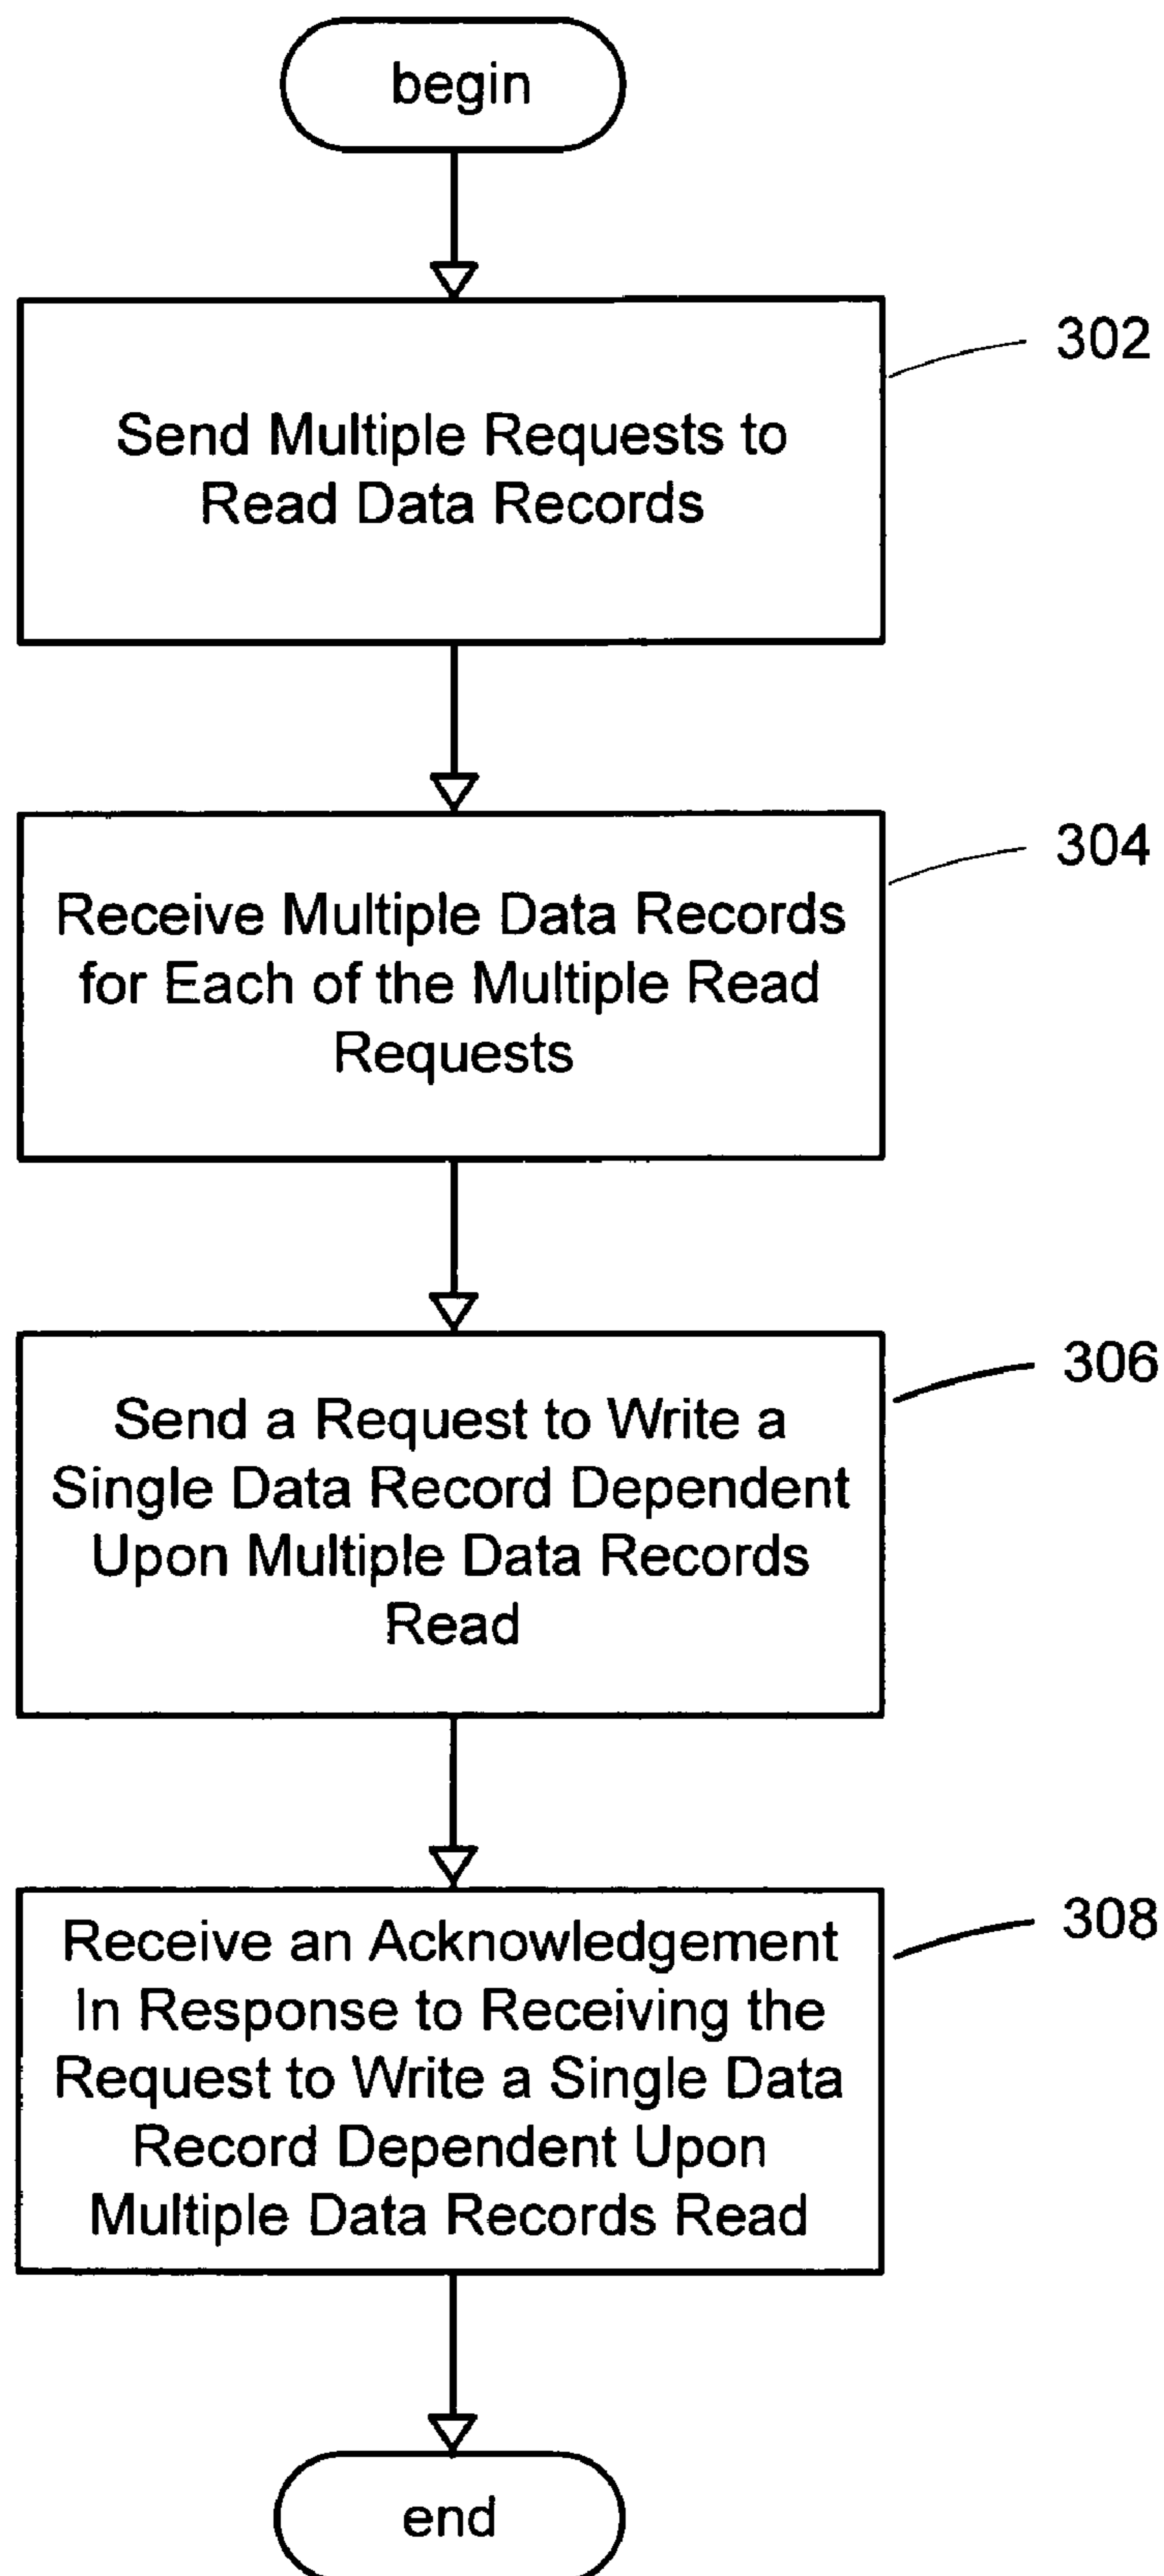 begin
302
Send Multiple Requests to
Read Data Records
304
Receive Multiple Data Records
for Each of the Multiple Read
Requests
306
Send a Request to Write a
Single Data Record Dependent
Upon Multiple Data Records
Read
308
Receive an Acknowledgement
In Response to Receiving the
Request to Write a Single Data
Record Dependent Upon
Multiple Data Records Read
end